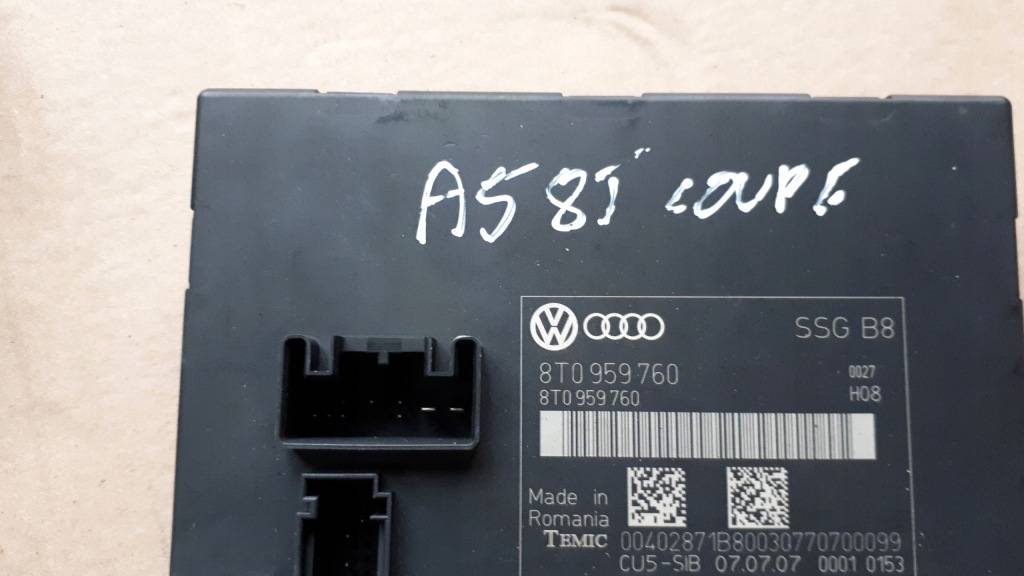 A5 8T COUPE
SSG B8
8T0 959 760 0027
8T0 959 760 H08
Made in
Romania
TEMIC 00402871B80030770700099
CU5-SIB 07.07.07 0001 0153